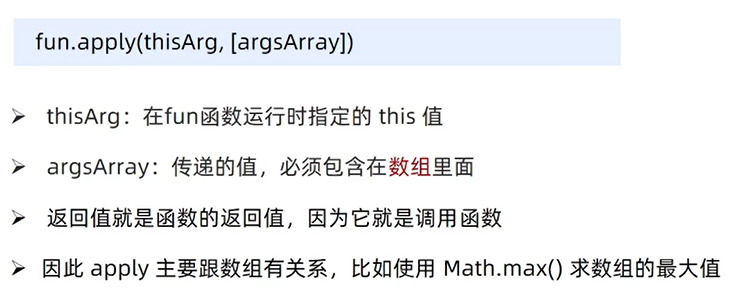 fun.apply(thisArg, [argsArray])
➢ thisArg：在fun函数运行时指定的 this 值
➢ argsArray：传递的值，必须包含在数组里面
➢ 返回值就是函数的返回值，因为它就是调用函数
➢ 因此 apply 主要跟数组有关系，比如使用 Math.max() 求数组的最大值